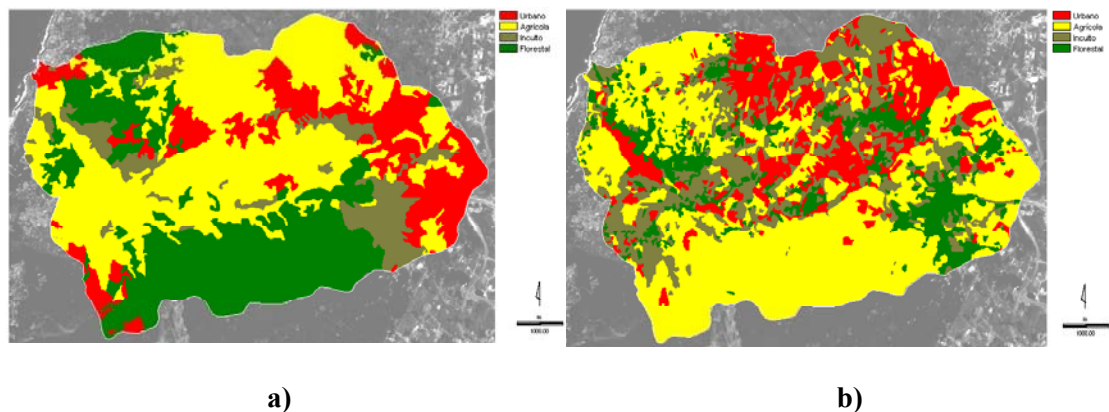 Urbano
Agrícola
Inculto
Florestal
m
1000.00
Urbano
Agrícola
Inculto
Florestal
m
1000.00
a)
b)